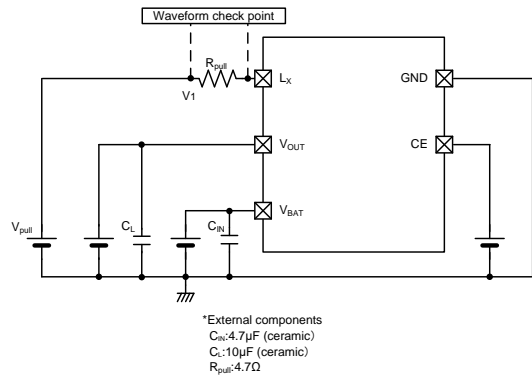 Waveform check point
Rpull
V1
LX
GND
VOUT
CE
VBAT
Vpull
CL
CIN
*External components
CIN:4.7µF (ceramic）
CL:10µF (ceramic)
Rpull:4.7Ω